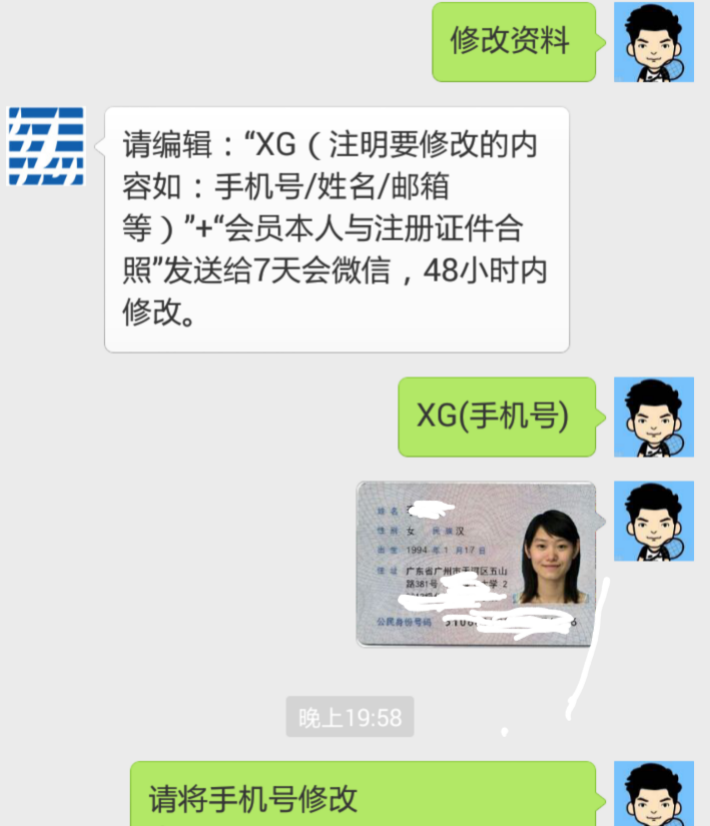 修改资料
请编辑：“XG（注明要修改的内
容如：手机号/姓名/邮箱
等）”+“会员本人与注册证件合
照”发送给7天会微信，48小时内
修改。
XG(手机号)
姓名
性别 女 民族 汉
出生 1994 年 1 月 17 日
住址 广东省广州市天河区五山
路381号 大学 2
公民身份号码
晚上19:58
请将手机号修改